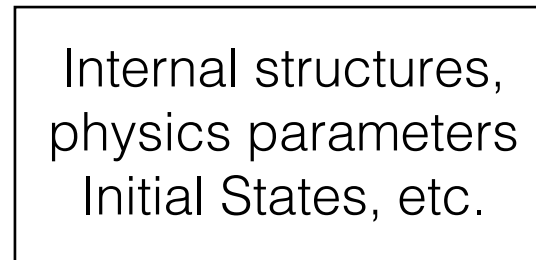 Internal structures,
physics parameters
Initial States, etc.